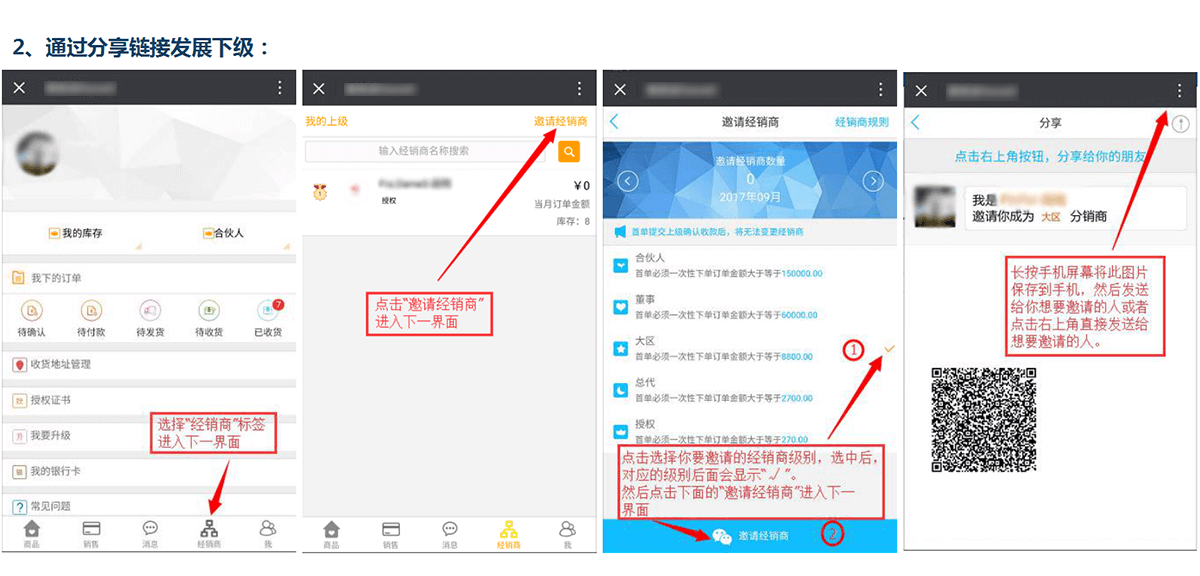 2、通过分享链接发展下级：
我的库存
合伙人
我下的订单
待确认
待付款
待发货
待收货
7
已收货
收货地址管理
授权证书
我要升级
我的银行卡
常见问题
选择“经销商”标签
进入下一界面
商品
销售
消息
经销商
我
我的上级
邀请经销商
输入经销商名称搜索
授权
¥0
当月订单金额
库存：8
点击“邀请经销商”
进入下一界面
商品
销售
消息
经销商
我
邀请经销商
经销商规则
邀请经销商数量
0
2017年09月
首单提交上级确认收款后，将无法变更经销商
合伙人
首单必须一次性下单订单金额大于等于150000.00
董事
首单必须一次性下单订单金额大于等于60000.00
大区
首单必须一次性下单订单金额大于等于8800.00
①
总代
首单必须一次性下单订单金额大于等于2700.00
授权
首单必须一次性下单订单金额大于等于270.00
点击选择你要邀请的经销商级别，选中后，
对应的级别后面会显示“√”。
然后点击下面的“邀请经销商”进入下一
界面
邀请经销商
②
分享
点击右上角按钮，分享给你的朋友
我是
邀请你成为 大区 分销商
长按手机屏幕将此图片
保存到手机，然后发送
给你想要邀请的人或者
点击右上角直接发送给
想要邀请的人。